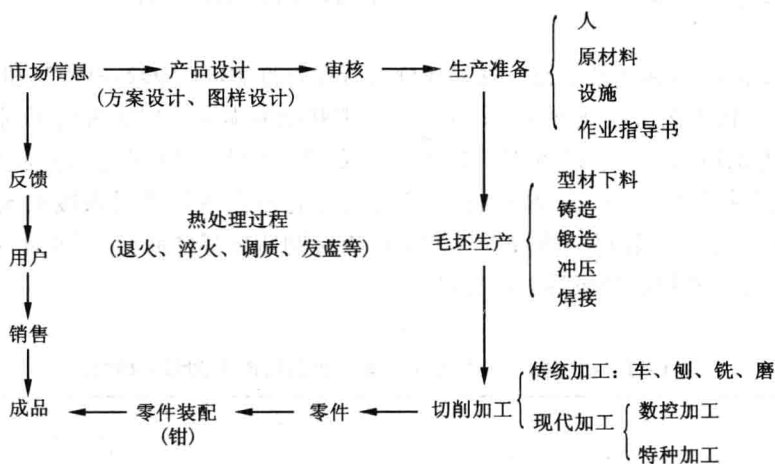 人
市场信息 产品设计 审核 生产准备 原材料
(方案设计、图样设计) 设施
作业指导书
反馈 型材下料
热处理过程 铸造
用户 (退火、淬火、调质、发蓝等) 毛坯生产 锻造
冲压
焊接
销售
传统加工：车、刨、铣、磨
成品 零件装配 零件 切削加工 现代加工 数控加工
(钳)
特种加工